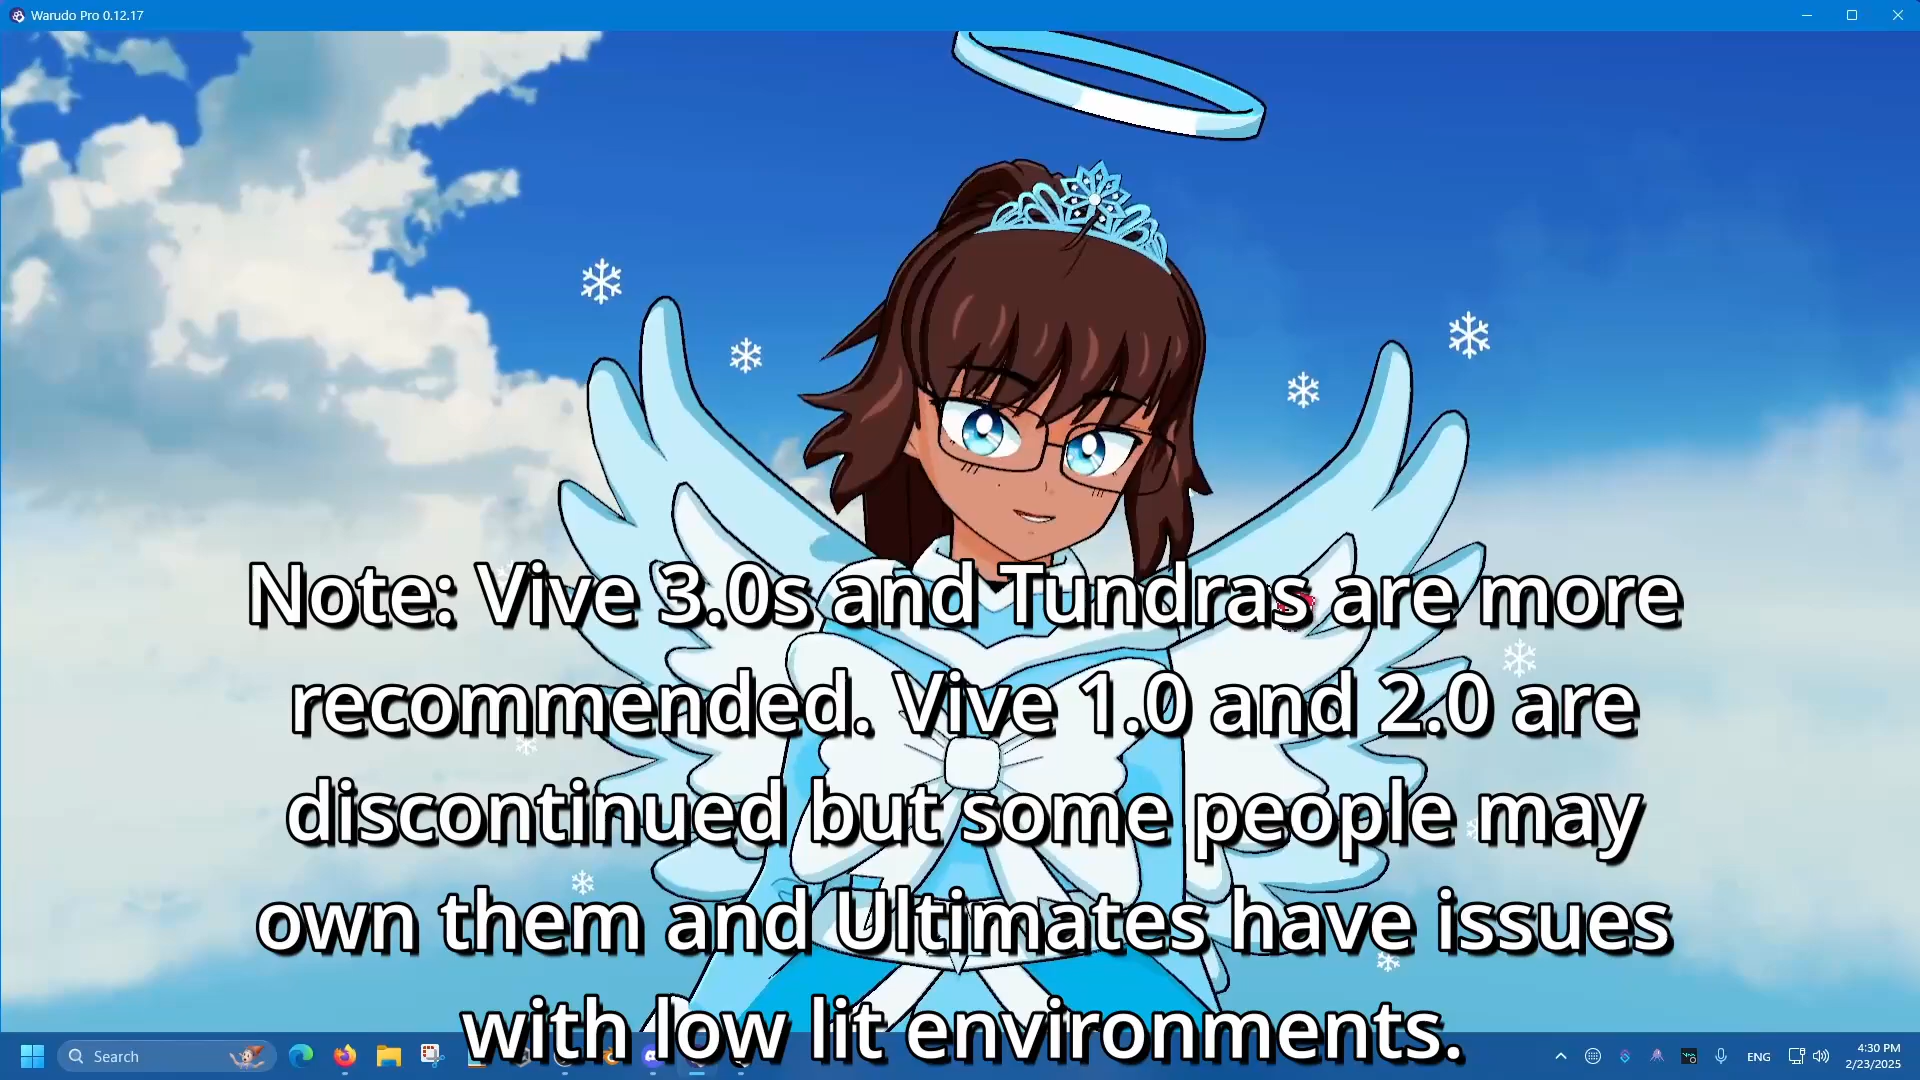 Warudo Pro 0.12.17
Note: Vive 3.0s and Tundras are more
recommended. Vive 1.0 and 2.0 are
discontinued but some people may
own them and Ultimates have issues
with low lit environments.
Search
ENG
4:30 PM
2/23/2025